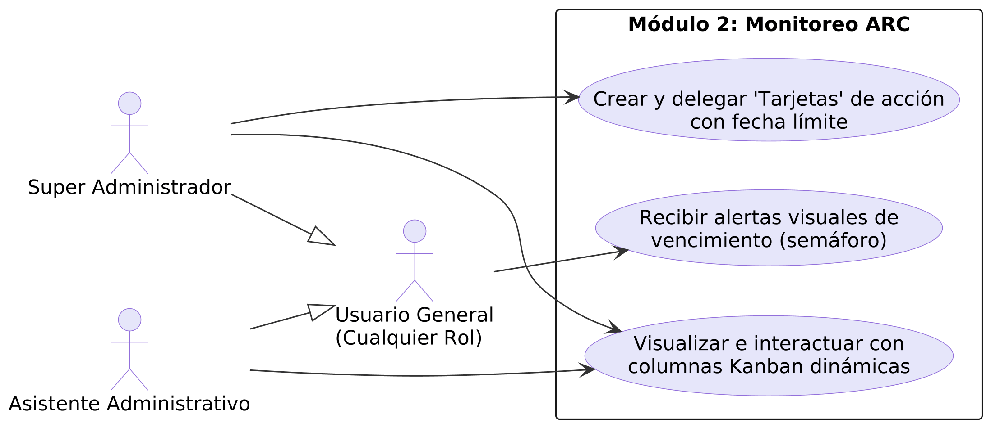 Módulo 2: Monitoreo ARC
Crear y delegar 'Tarjetas' de acción
con fecha límite
Super Administrador
Recibir alertas visuales de
vencimiento (semáforo)
Usuario General
(Cualquier Rol)
Visualizar e interactuar con
columnas Kanban dinámicas
Asistente Administrativo